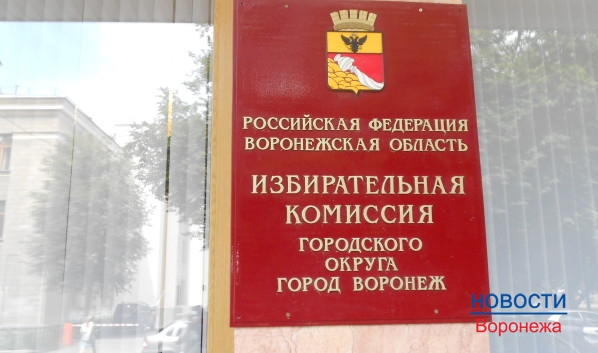 РОССИЙСКАЯ ФЕДЕРАЦИЯ
ВОРОНЕЖСКАЯ ОБЛАСТЬ
ИЗБИРАТЕЛЬНАЯ
КОМИССИЯ
ГОРОДСКОГО
ОКРУГА
ГОРОД ВОРОНЕЖ
НОВОСТИ
Воронежа